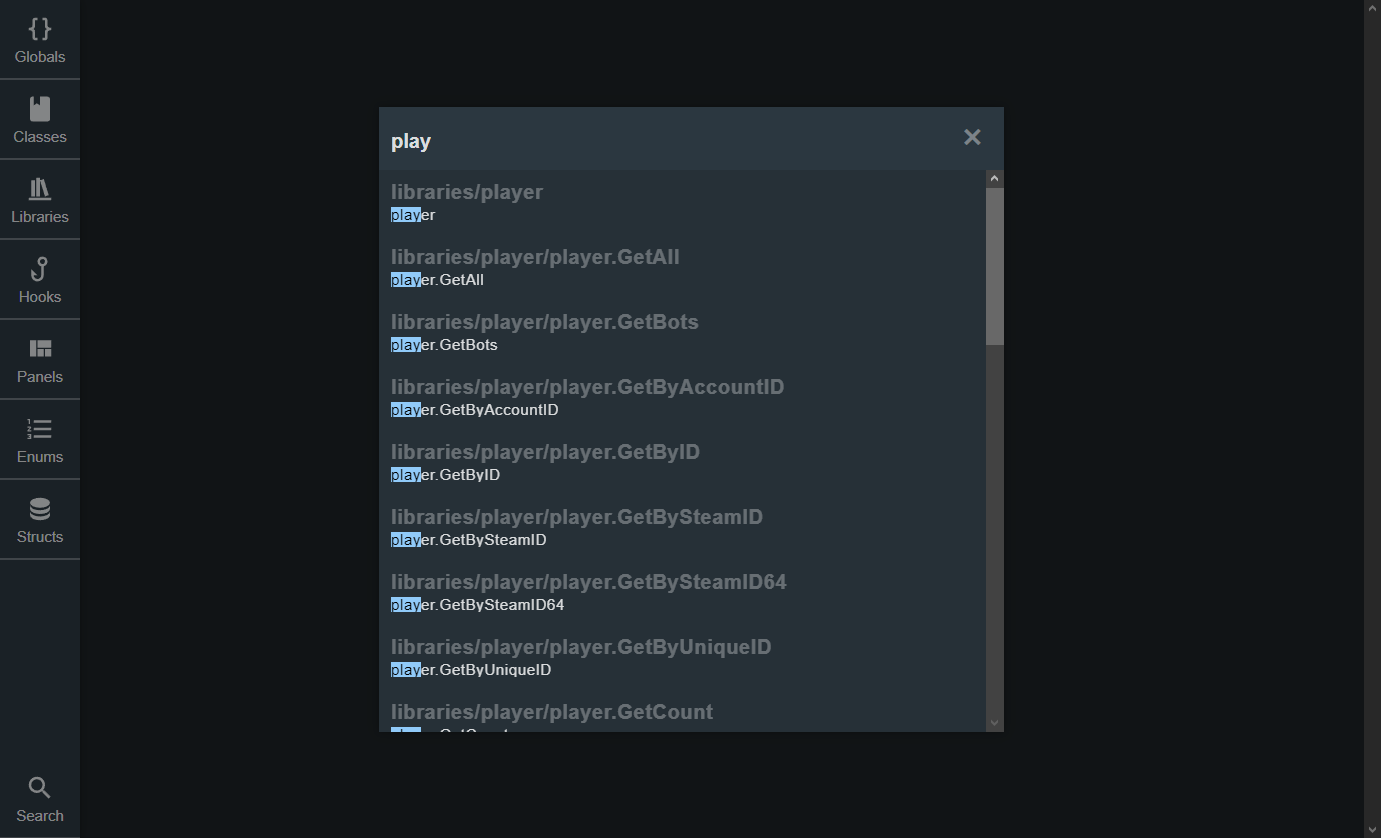 Globals
Classes
Libraries
Hooks
Panels
Enums
Structs
Search
play
libraries/player
player
libraries/player/player.GetAll
player.GetAll
libraries/player/player.GetBots
player.GetBots
libraries/player/player.GetByAccountID
player.GetByAccountID
libraries/player/player.GetByID
player.GetByID
libraries/player/player.GetBySteamID
player.GetBySteamID
libraries/player/player.GetBySteamID64
player.GetBySteamID64
libraries/player/player.GetByUniqueID
player.GetByUniqueID
libraries/player/player.GetCount
player.GetCount